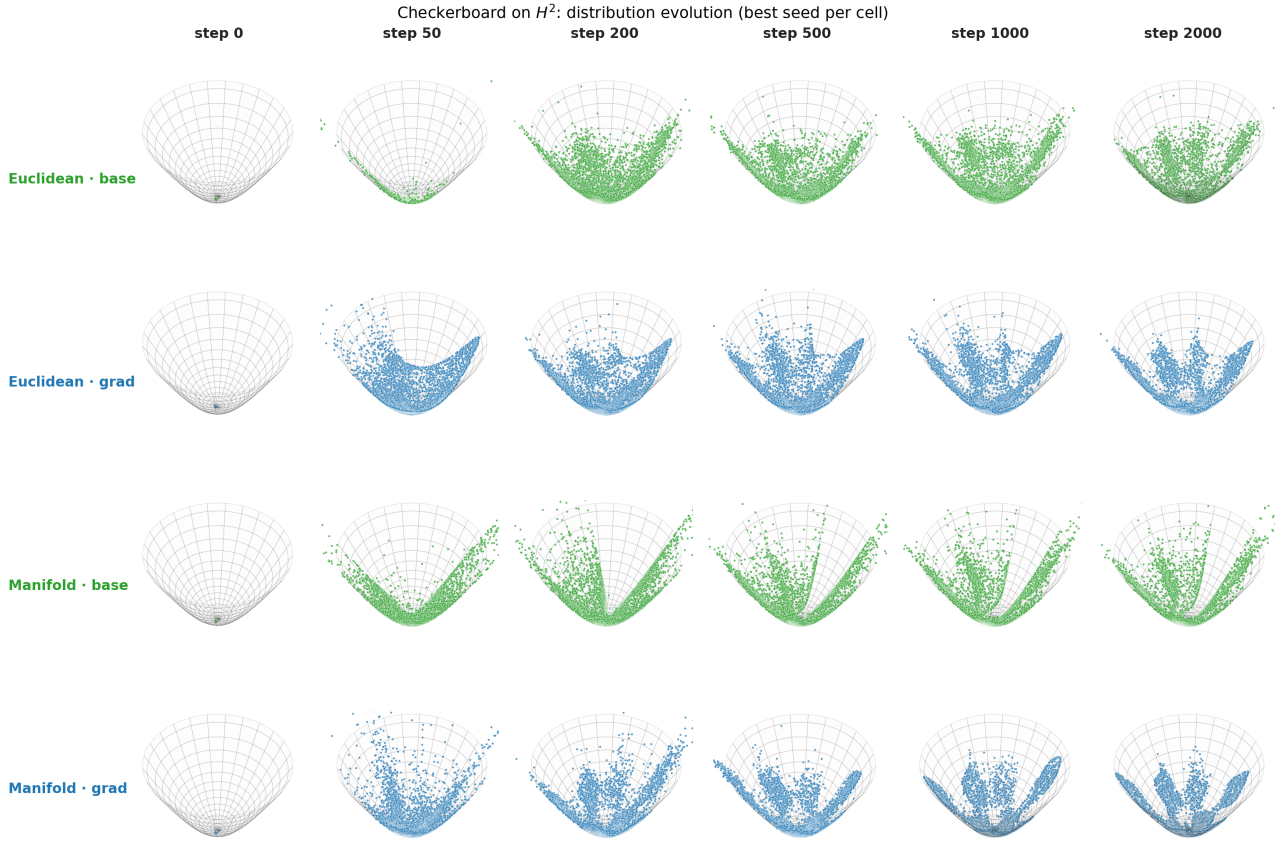 Checkerboard on H²: distribution evolution (best seed per cell)
step 0 step 50 step 200 step 500 step 1000 step 2000
Euclidean · base
Euclidean · grad
Manifold · base
Manifold · grad